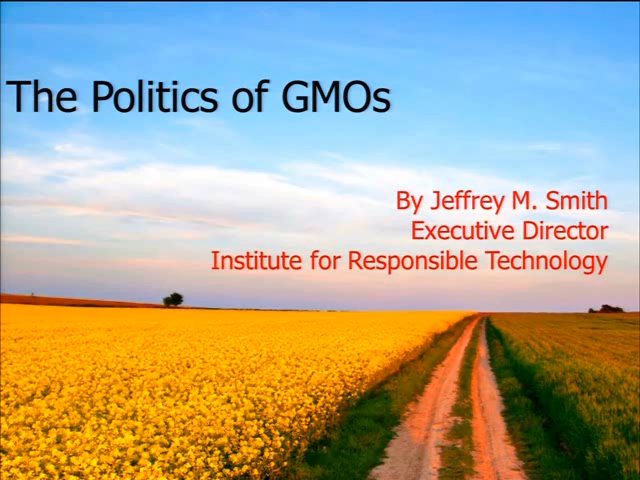 The Politics of GMOs
By Jeffrey M. Smith
Executive Director
Institute for Responsible Technology